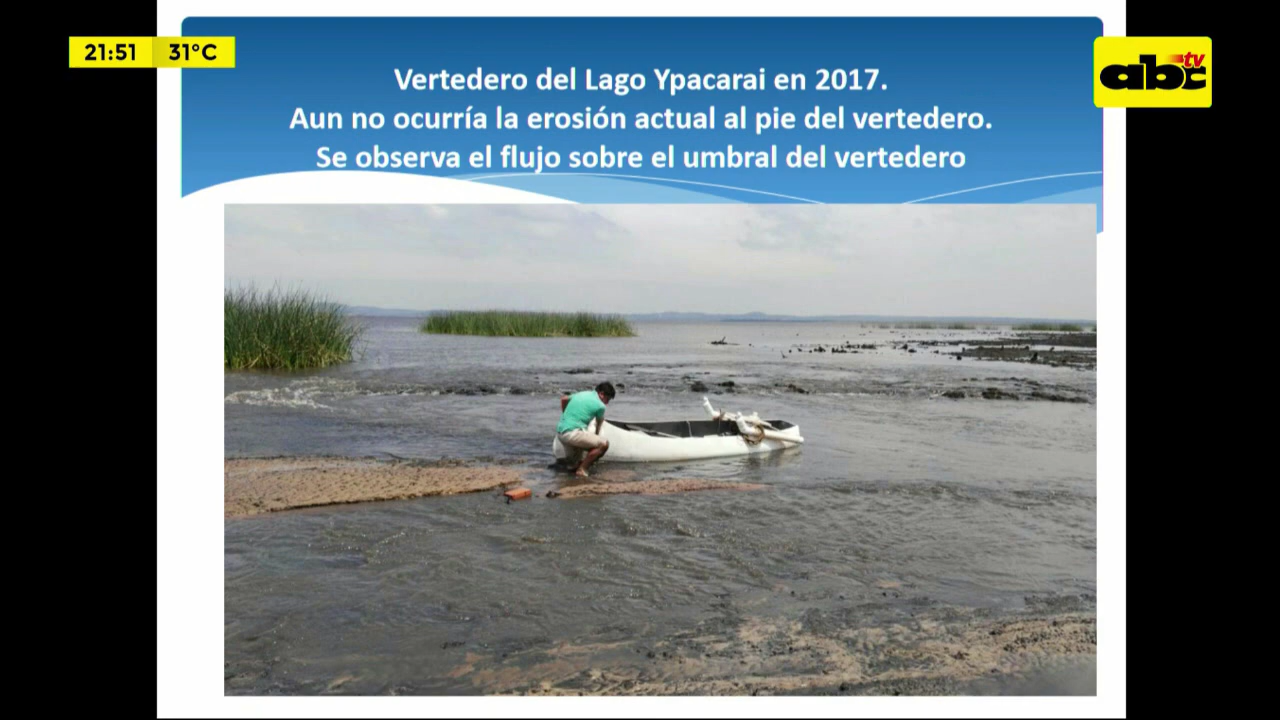 21:51 31°C
abc tv
Vertedero del Lago Ypacarai en 2017.
Aun no ocurría la erosión actual al pie del vertedero.
Se observa el flujo sobre el umbral del vertedero